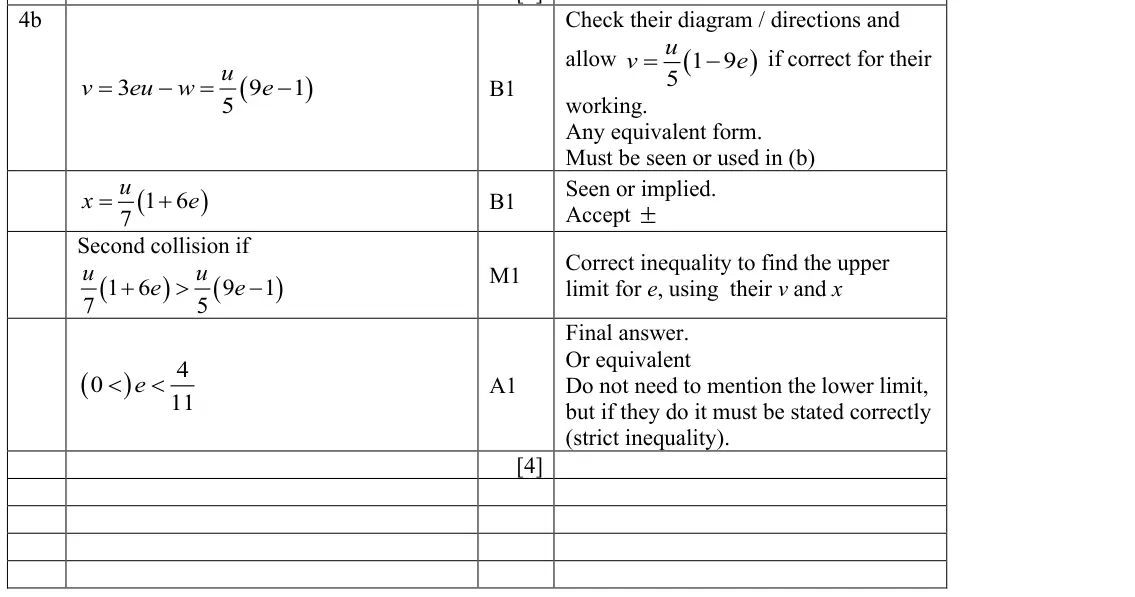 4b
v = 3eu − w = u/5 (9e − 1)
B1
Check their diagram / directions and
allow v = u/5 (1 − 9e) if correct for their
working.
Any equivalent form.
Must be seen or used in (b)
x = u/7 (1 + 6e)
B1
Seen or implied.
Accept ±
Second collision if
u/7 (1 + 6e) > u/5 (9e − 1)
M1
Correct inequality to find the upper
limit for e, using their v and x
(0 <) e < 4/11
A1
Final answer.
Or equivalent
Do not need to mention the lower limit,
but if they do it must be stated correctly
(strict inequality).
[4]